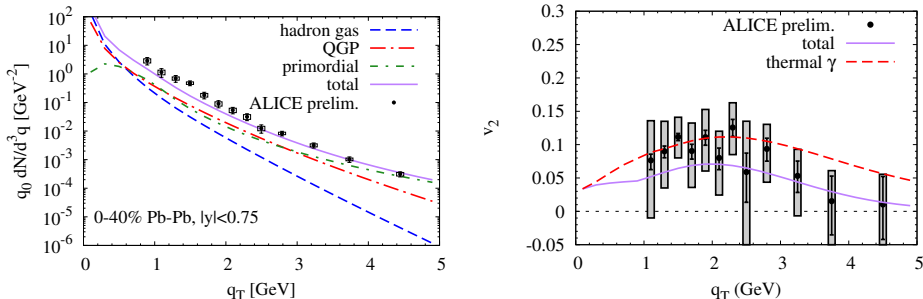 q₀ dN/d³q [GeV⁻²]
10²
10¹
10⁰
10⁻¹
10⁻²
10⁻³
10⁻⁴
10⁻⁵
10⁻⁶
hadron gas
QGP
primordial
total
ALICE prelim.
0-40% Pb-Pb, |y|<0.75
0 1 2 3 4 5
q_T [GeV]
v₂
0.3
0.25
0.2
0.15
0.1
0.05
0
-0.05
ALICE prelim.
total
thermal γ
0 1 2 3 4 5
q_T (GeV)